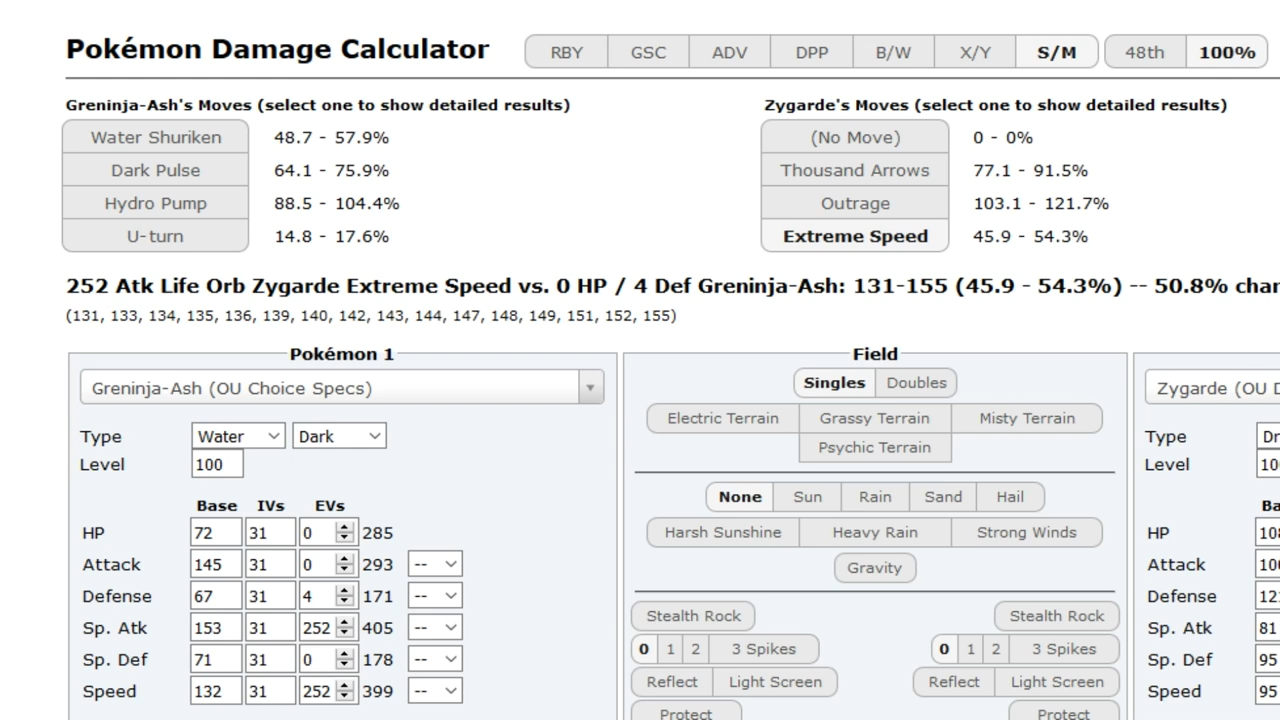 Pokémon Damage Calculator RBY GSC ADV DPP B/W X/Y S/M 48th 100%
Greninja-Ash's Moves (select one to show detailed results) Zygarde's Moves (select one to show detailed results)
Water Shuriken 48.7 - 57.9% (No Move) 0 - 0%
Dark Pulse 64.1 - 75.9% Thousand Arrows 77.1 - 91.5%
Hydro Pump 88.5 - 104.4% Outrage 103.1 - 121.7%
U-turn 14.8 - 17.6% Extreme Speed 45.9 - 54.3%
252 Atk Life Orb Zygarde Extreme Speed vs. 0 HP / 4 Def Greninja-Ash: 131-155 (45.9 - 54.3%) -- 50.8%
(131, 133, 134, 135, 136, 139, 140, 142, 143, 144, 147, 148, 149, 151, 152, 155)
Pokémon 1
Greninja-Ash (OU Choice Specs)
Type Water Dark
Level 100
Base IVs EVs
HP 72 31 0 285
Attack 145 31 0 293 --
Defense 67 31 4 171 --
Sp. Atk 153 31 252 405 --
Sp. Def 71 31 0 178 --
Speed 132 31 252 399 --
Field
Singles Doubles
Electric Terrain Grassy Terrain Misty Terrain
Psychic Terrain
None Sun Rain Sand Hail
Harsh Sunshine Heavy Rain Strong Winds
Gravity
Stealth Rock Stealth Rock
0 1 2 3 Spikes 0 1 2 3 Spikes
Reflect Light Screen Reflect Light Screen
Protect Protect
Zygarde (OU
Type
Level
HP
Attack
Defense
Sp. Atk 81
Sp. Def 95
Speed 95